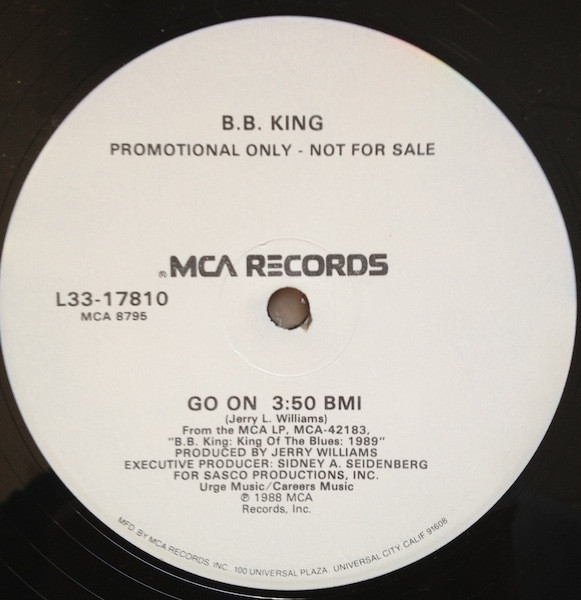 B.B. KING
PROMOTIONAL ONLY - NOT FOR SALE
® MCA RECORDS
L33-17810
MCA 8795
GO ON 3:50 BMI
(Jerry L. Williams)
From the MCA LP, MCA-42183,
"B.B. King: King Of The Blues: 1989"
PRODUCED BY JERRY WILLIAMS
EXECUTIVE PRODUCER: SIDNEY A. SEIDENBERG
FOR SASCO PRODUCTIONS, INC.
Urge Music/Careers Music
℗ 1988 MCA
Records, Inc.
MFD. BY MCA RECORDS, INC. 100 UNIVERSAL PLAZA, UNIVERSAL CITY, CALIF 91608